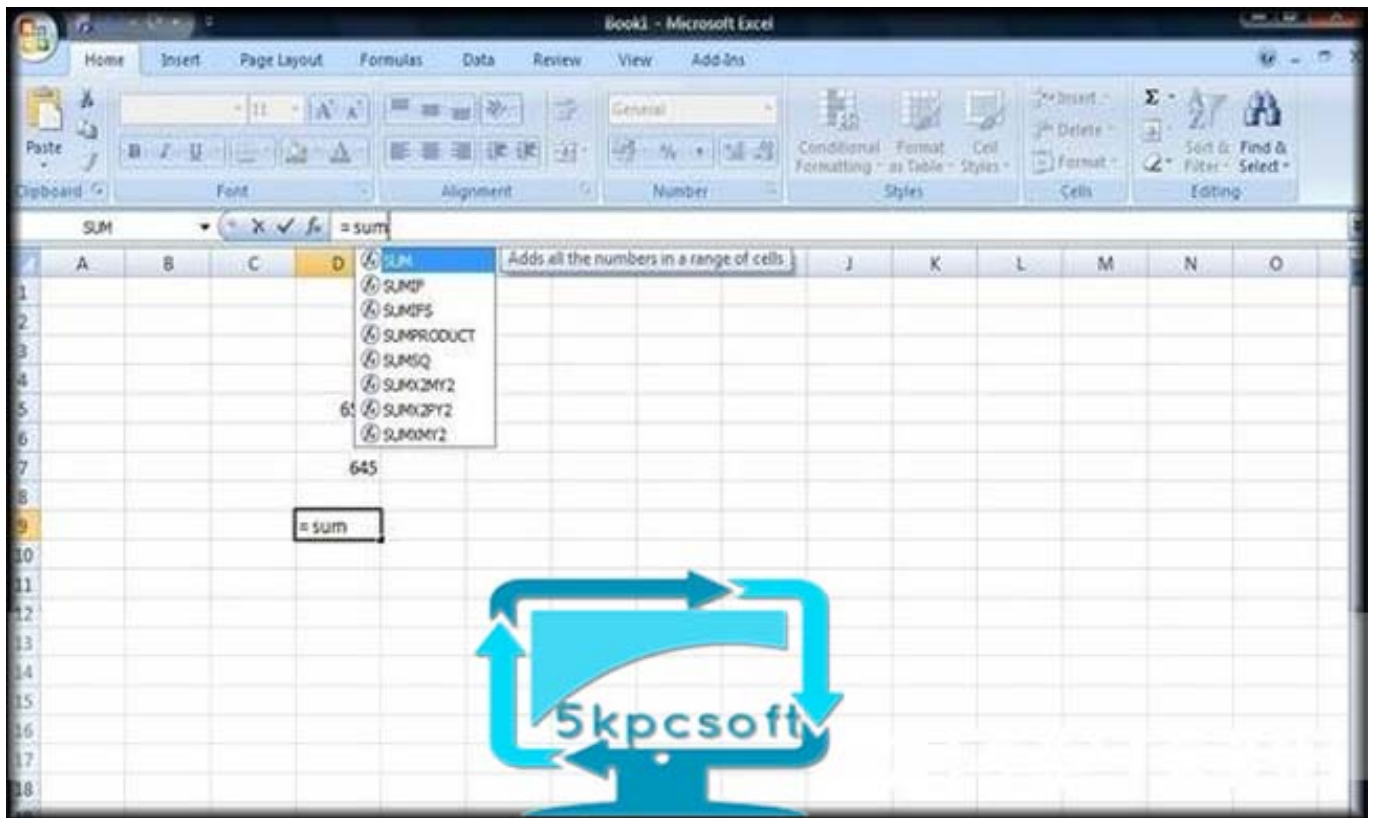 Book1 - Microsoft Excel
Home Insert Page Layout Formulas Data Review View Add-Ins
11 A A General Σ Insert
Paste Delete
B I U % Conditional Format Cell Format Sort & Find &
Formatting as Table Styles Filter Select
Clipboard Font Alignment Number Styles Cells Editing
SUM X ✓ fx = sum
A B C D SUM Adds all the numbers in a range of cells J K L M N O
1 SUMIF
2 SUMIFS
SUMPRODUCT
3 SUMSQ
4 SUMX2MY2
5 SUMX2PY2
6 SUMXMY2
7 645
8
9 = sum
10
11
12
13
14
15
16
17
18
5kpcsoft